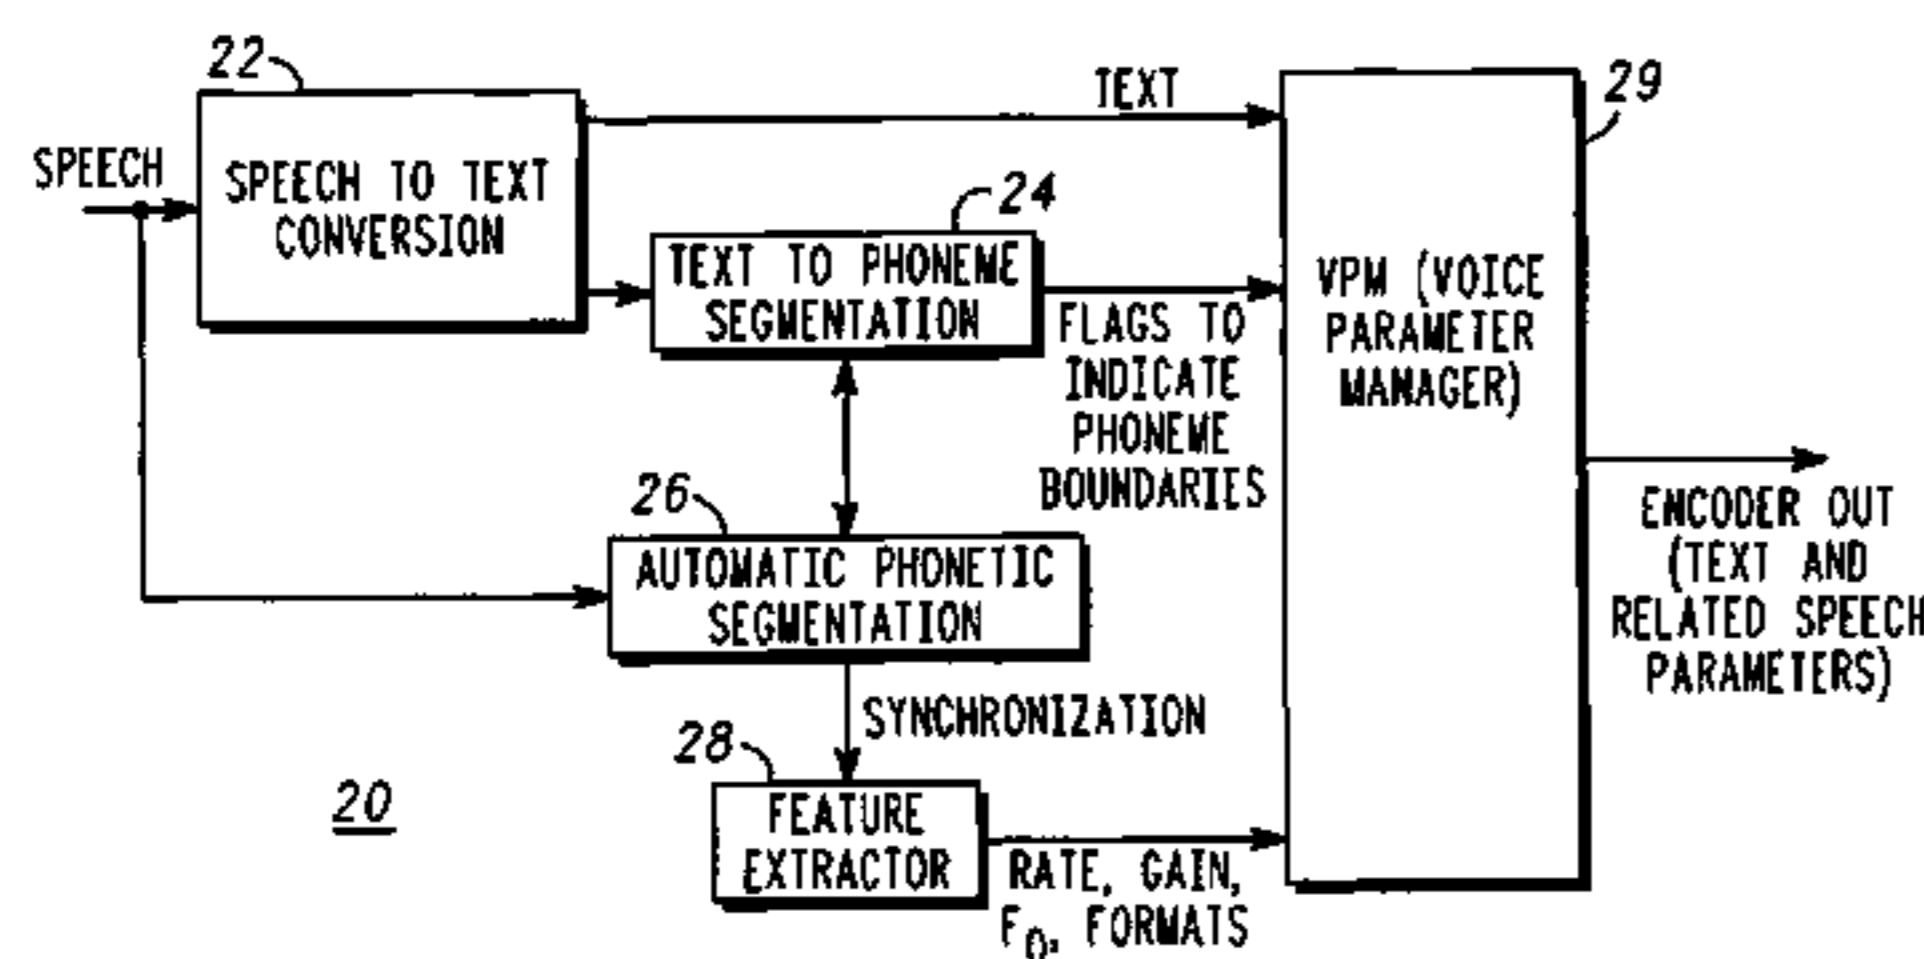 22
TEXT
29
SPEECH
SPEECH TO TEXT
CONVERSION
24
TEXT TO PHONEME
SEGMENTATION
FLAGS TO
INDICATE
PHONEME
BOUNDARIES
VPM (VOICE
PARAMETER
MANAGER)
26
AUTOMATIC PHONETIC
SEGMENTATION
ENCODER OUT
(TEXT AND
RELATED SPEECH
PARAMETERS)
SYNCHRONIZATION
28
20
FEATURE
EXTRACTOR
RATE, GAIN,
F0, FORMATS